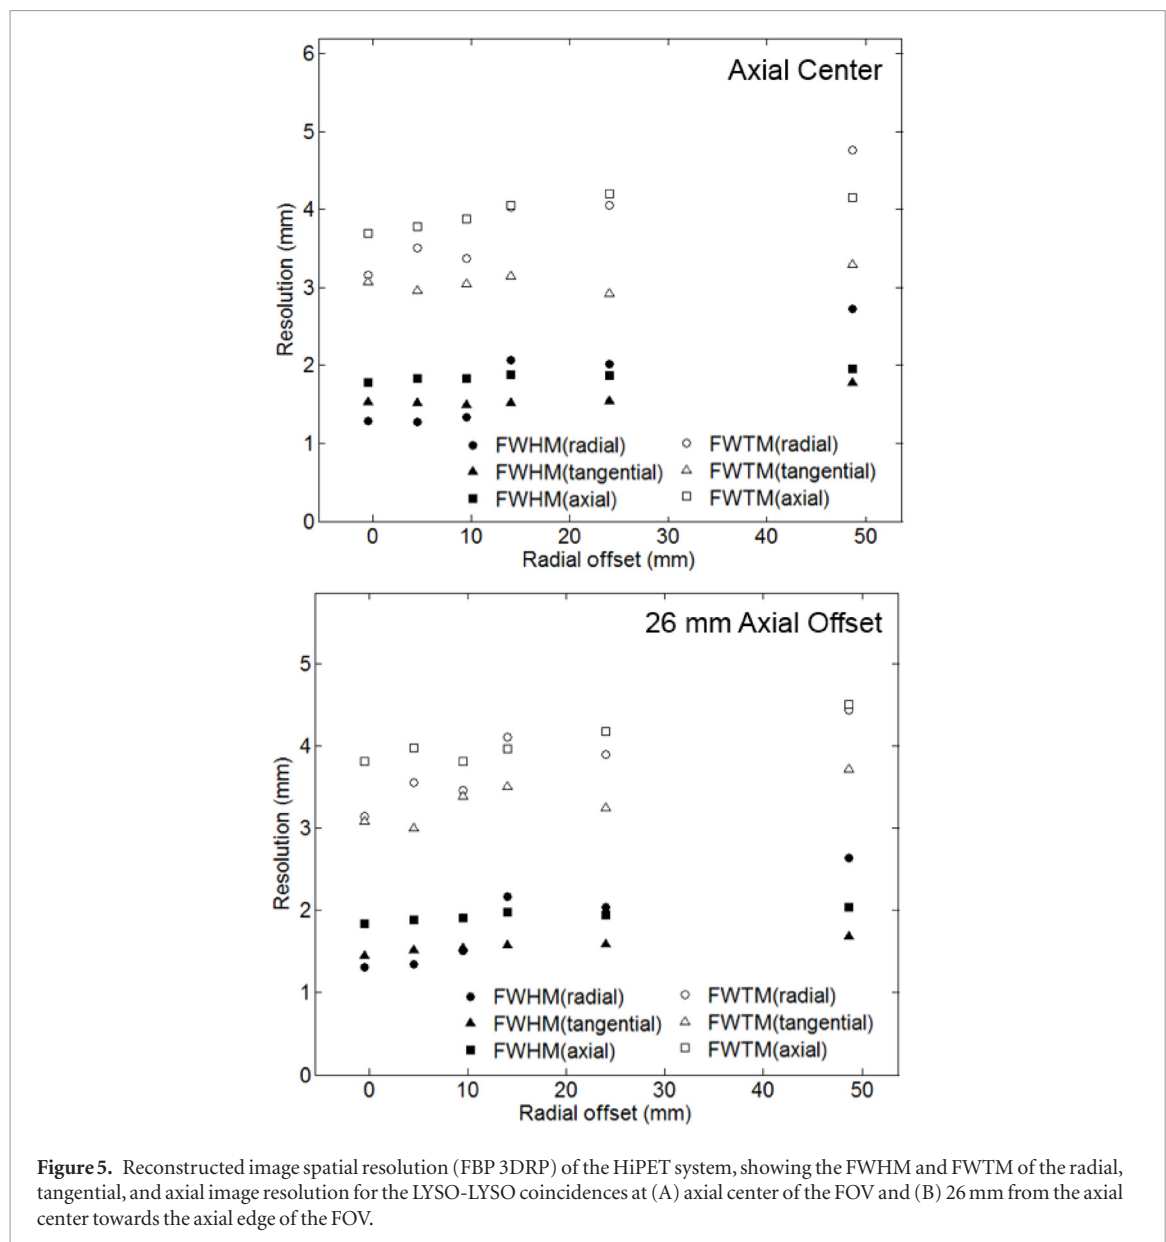 Axial Center
6
5
4
3
2
1
0
Resolution (mm)
FWHM(radial) FWTM(radial)
FWHM(tangential) FWTM(tangential)
FWHM(axial) FWTM(axial)
0 10 20 30 40 50
Radial offset (mm)
26 mm Axial Offset
5
4
3
2
1
0
Resolution (mm)
FWHM(radial) FWTM(radial)
FWHM(tangential) FWTM(tangential)
FWHM(axial) FWTM(axial)
0 10 20 30 40 50
Radial offset (mm)
Figure 5. Reconstructed image spatial resolution (FBP 3DRP) of the HiPET system, showing the FWHM and FWTM of the radial,
tangential, and axial image resolution for the LYSO-LYSO coincidences at (A) axial center of the FOV and (B) 26 mm from the axial
center towards the axial edge of the FOV.